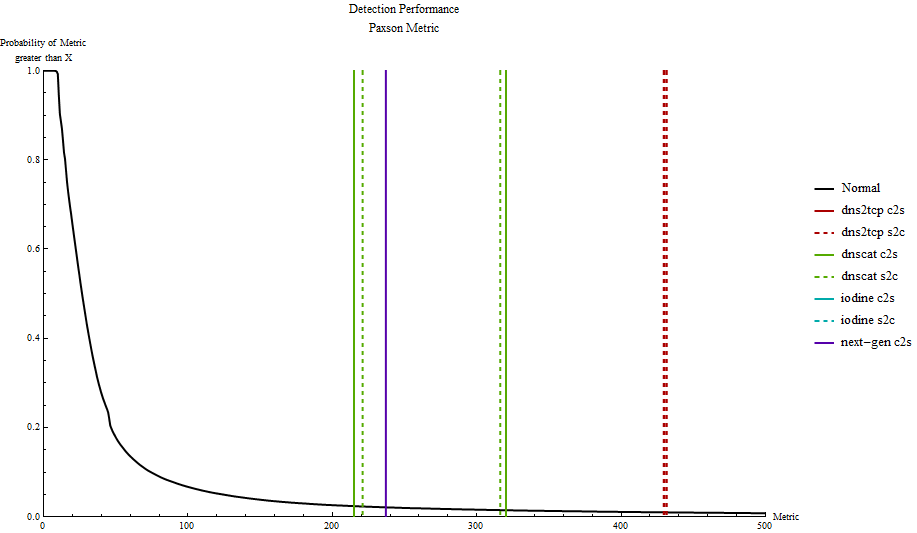 Detection Performance
Paxson Metric
Probability of Metric
greater than X
1.0
0.8
0.6
0.4
0.2
0.0
0
100
200
300
400
500
Metric
Normal
dns2tcp c2s
dns2tcp s2c
dnscat c2s
dnscat s2c
iodine c2s
iodine s2c
next-gen c2s